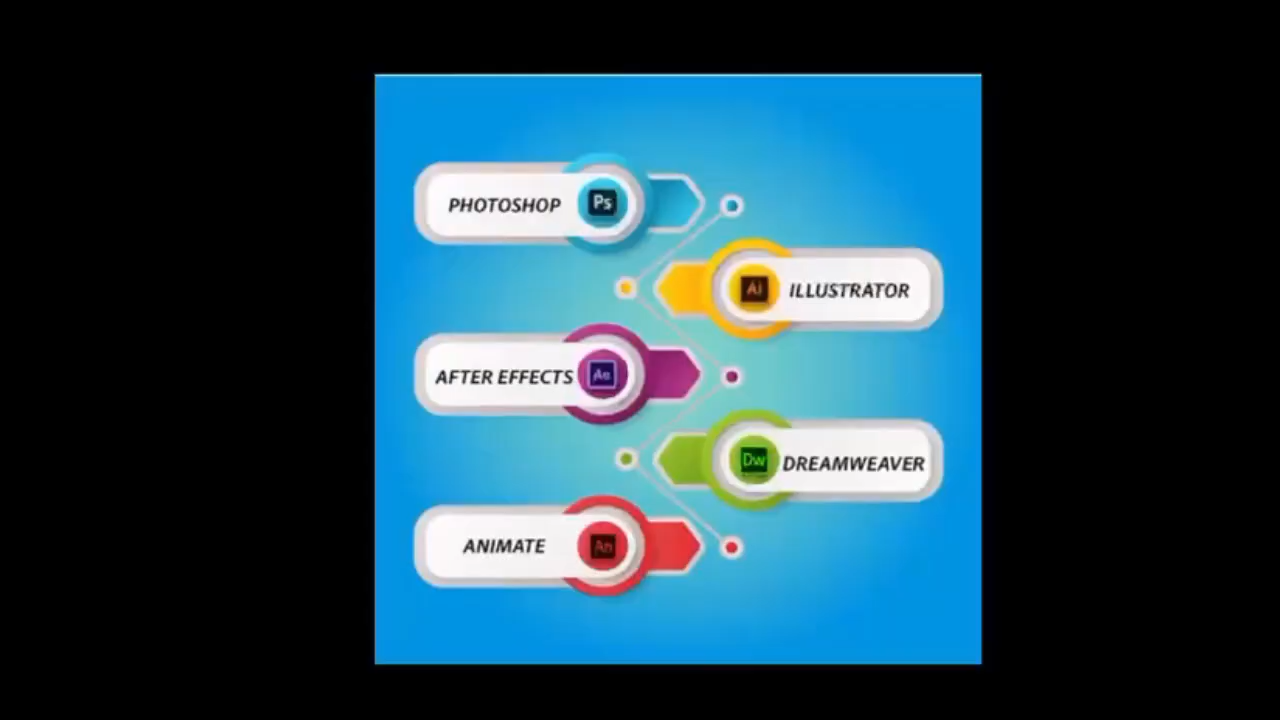 PHOTOSHOP
Ps
Ai
ILLUSTRATOR
AFTER EFFECTS
Ae
Dw
DREAMWEAVER
ANIMATE
An